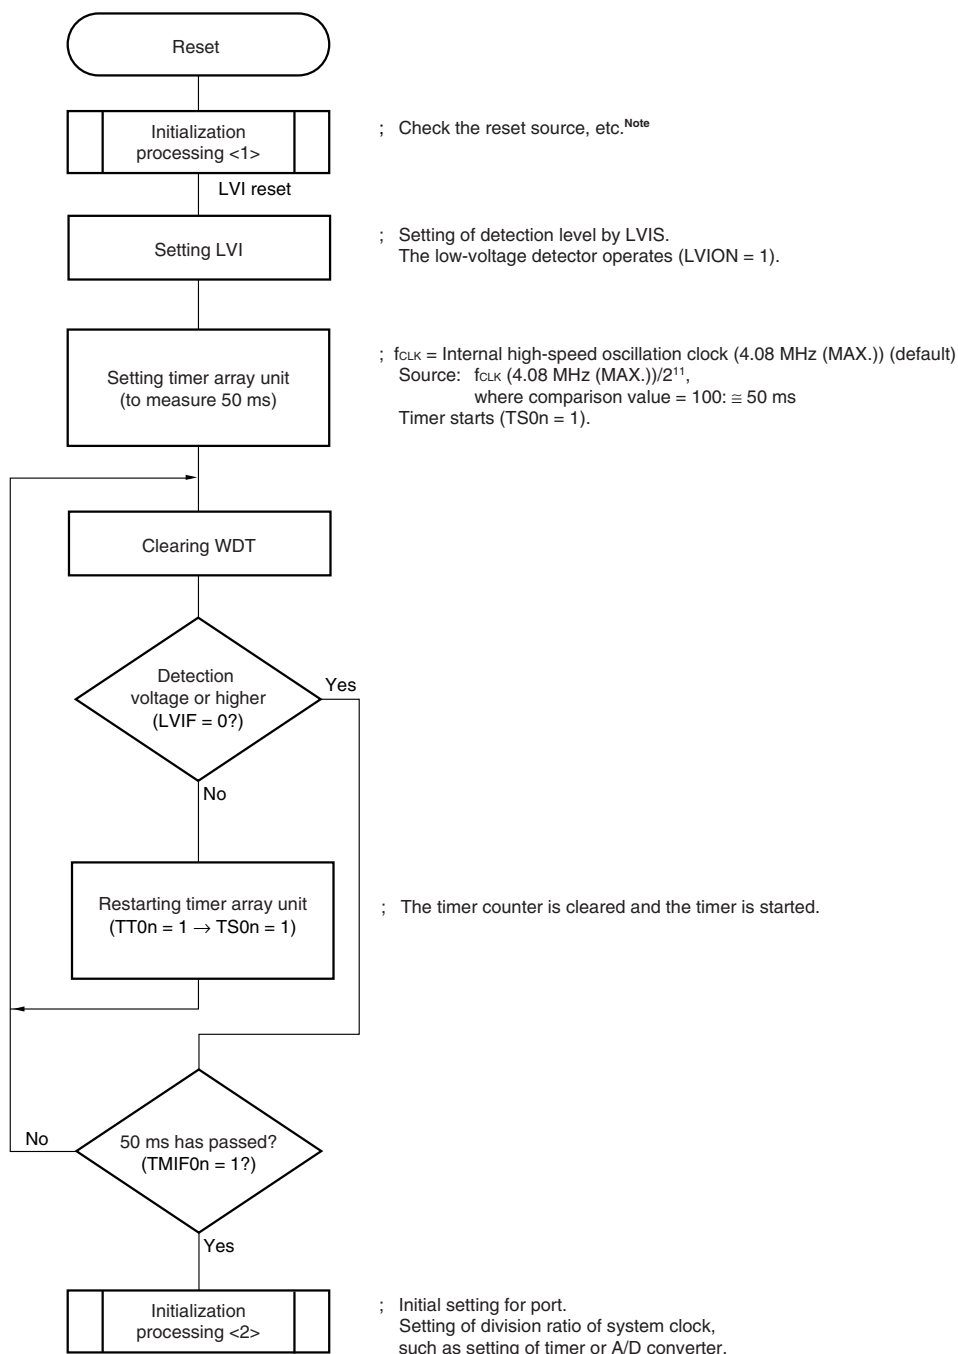 Reset
Initialization
processing <1>
; Check the reset source, etc.Note
LVI reset
Setting LVI
; Setting of detection level by LVIS.
The low-voltage detector operates (LVION = 1).
Setting timer array unit
(to measure 50 ms)
; fCLK = Internal high-speed oscillation clock (4.08 MHz (MAX.)) (default)
Source: fCLK (4.08 MHz (MAX.))/2¹¹,
where comparison value = 100: ≅ 50 ms
Timer starts (TS0n = 1).
Clearing WDT
Detection
voltage or higher
(LVIF = 0?)
Yes
No
Restarting timer array unit
(TT0n = 1 → TS0n = 1)
; The timer counter is cleared and the timer is started.
No
50 ms has passed?
(TMIF0n = 1?)
Yes
Initialization
processing <2>
; Initial setting for port.
Setting of division ratio of system clock,
such as setting of timer or A/D converter.